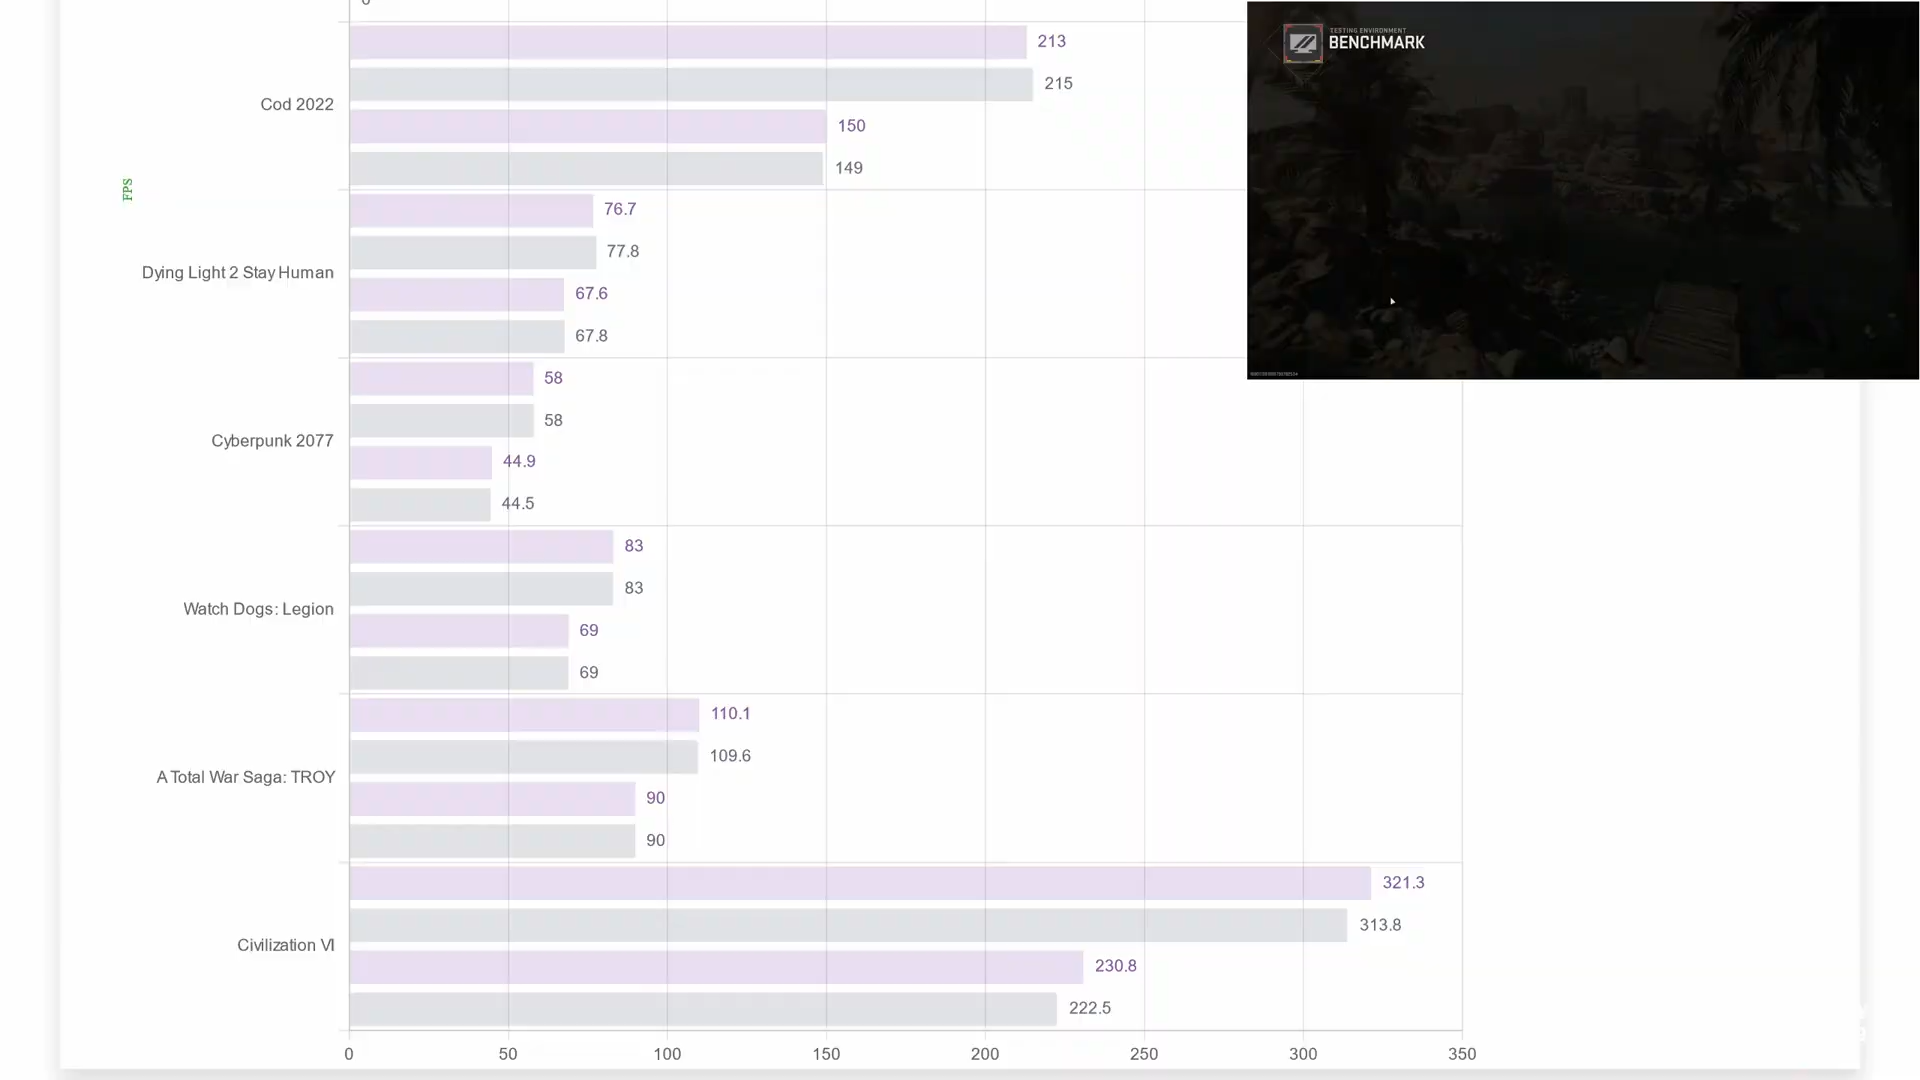 213
215
Cod 2022
150
149
FPS
76.7
77.8
Dying Light 2 Stay Human
67.6
67.8
58
58
Cyberpunk 2077
44.9
44.5
83
83
Watch Dogs: Legion
69
69
110.1
109.6
A Total War Saga: TROY
90
90
321.3
313.8
Civilization VI
230.8
222.5
0 50 100 150 200 250 300 350
TESTING ENVIRONMENT
BENCHMARK